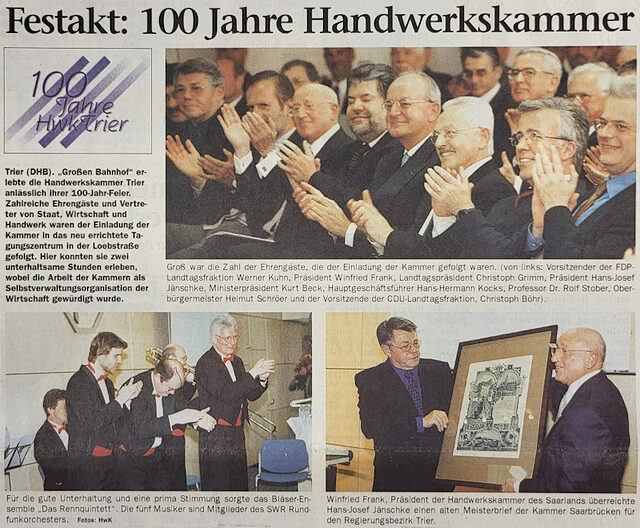 Festakt: 100 Jahre Handwerkskammer
100
Jahre
HwK Trier
Trier (DHB). „Großen Bahnhof“ er-
lebte die Handwerkskammer Trier
anläslich ihrer 100-Jahr-Feier.
Zahlreiche Ehrengäste und Vertre-
ter von Staat, Wirtschaft und
Handwerk waren der Einladung der
Kammer in das neu errichtete Ta-
gungszentrum in der Loebstraße
gefolgt. Hier konnten sie zwei
unterhaltsame Stunden erleben,
wobei die Arbeit der Kammern als
Selbstverwaltungsorganisation der
Wirtschaft gewürdigt wurde.
Groß war die Zahl der Ehrengäste, die der Einladung der Kammer gefolgt waren. (von links: Vorsitzender der FDP-
Landtagsfraktion Werner Kuhn, Präsident Winfried Frank, Landtagspräsident Christoph Grimm, Präsident Hans-Josef
Jänschke, Ministerpräsident Kurt Beck, Hauptgeschäftsführer Hans-Hermann Kocks, Professor Dr. Rolf Stober, Ober-
bürgermeister Helmut Schröer und der Vorsitzende der CDU-Landtagsfraktion, Christoph Böhr).
Für die gute Unterhaltung und eine prima Stimmung sorgte das Bläser-En-
semble „Das Rennquintett“. Die fünf Musiker sind Mitglieder des SWR Run-
funkorchesters. Fotos: HwK
Winfried Frank, Präsident der Handwerkskammer des Saarlands überreichte
Hans-Josef Jänschke einen alten Meisterbrief der Kammer Saarbrücken für
den Regierungsbezirk Trier.